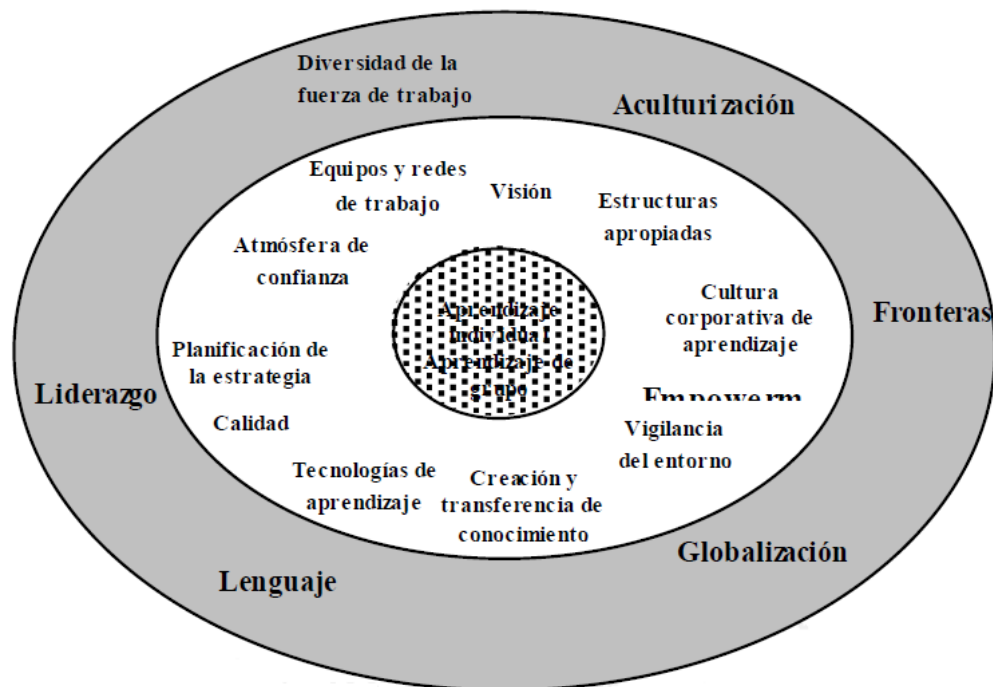 Diversidad de la
fuerza de trabajo
Aculturización
Equipos y redes
de trabajo
Visión
Estructuras
apropiadas
Atmósfera de
confianza
Cultura
corporativa de
aprendizaje
Fronteras
Aprendizaje
individual
Aprendizaje de
grupo
Planificación de
la estrategia
Liderazgo
Empowerm
Calidad
Vigilancia
del entorno
Tecnologías de
aprendizaje
Creación y
transferencia de
conocimiento
Globalización
Lenguaje